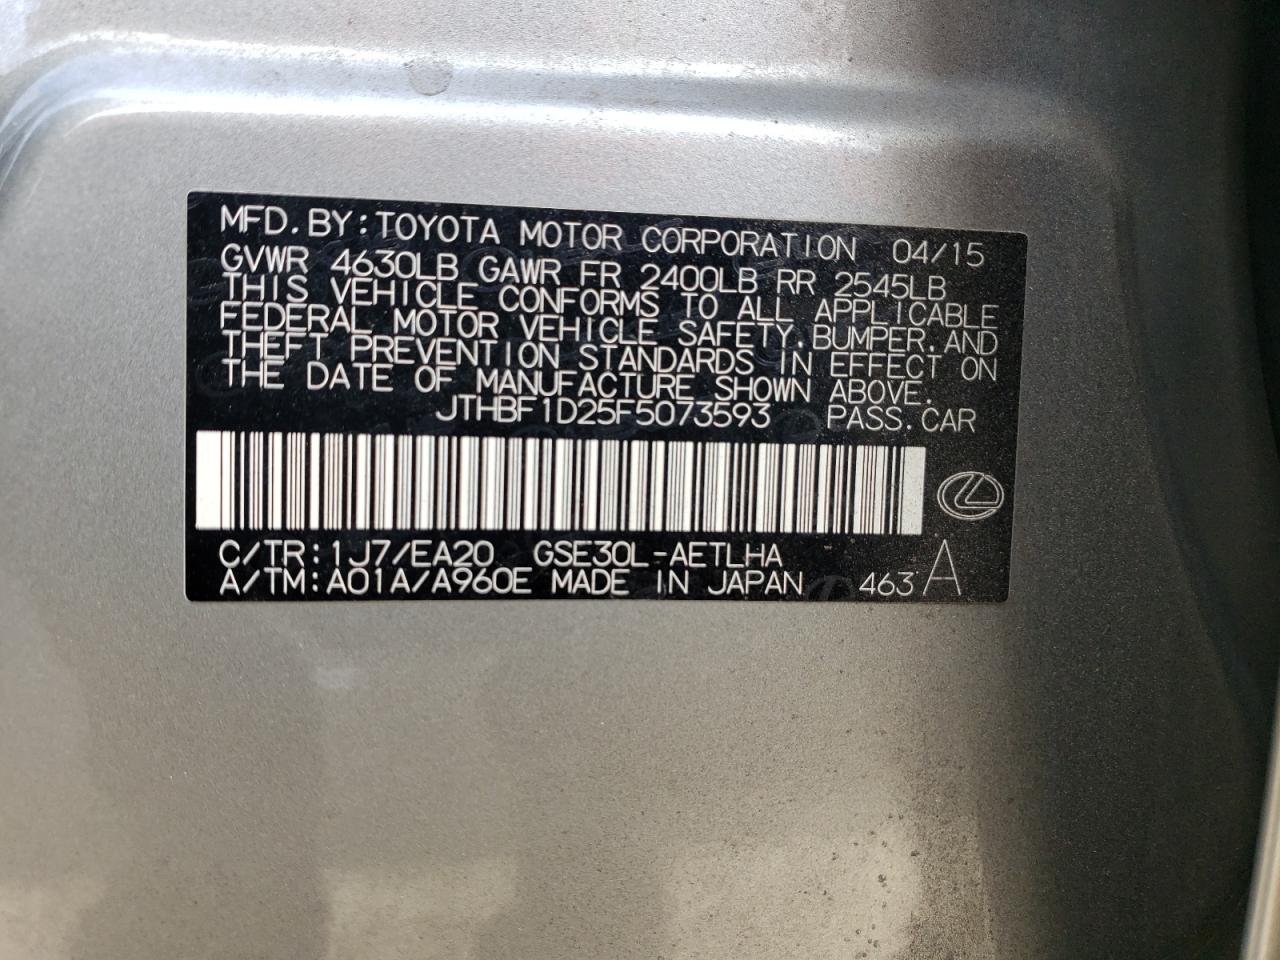 MFD. BY: TOYOTA MOTOR CORPORATION 04/15
GVWR 4630LB GAWR FR 2400LB RR 2545LB
THIS VEHICLE CONFORMS TO ALL APPLICABLE
FEDERAL MOTOR VEHICLE SAFETY, BUMPER, AND
THEFT PREVENTION STANDARDS IN EFFECT ON
THE DATE OF MANUFACTURE SHOWN ABOVE.
JTHBF1D25F5073593 PASS. CAR
C/TR: 1J7/EA20 GSE30L-AETLHA
A/TM: A01A/A960E MADE IN JAPAN 463 A